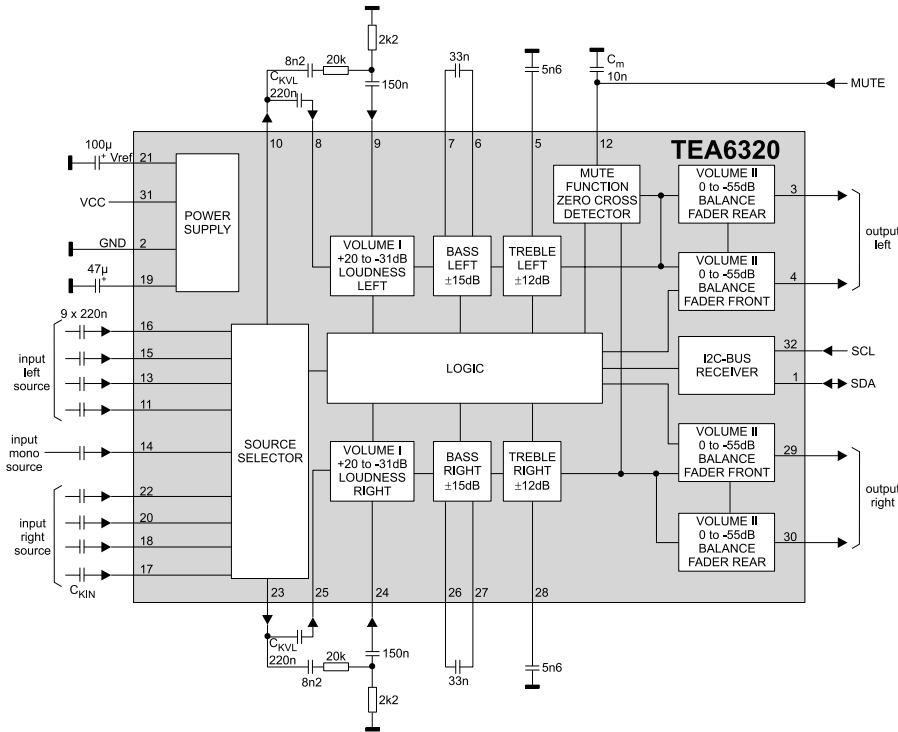 2k2
8n2
20k
33n
CKVL
220n
150n
5n6
Cm
10n
MUTE
10
8
9
7
6
5
12
TEA6320
100µ
+
Vref
21
VCC
31
GND
2
47µ
+
19
POWER
SUPPLY
MUTE
FUNCTION
ZERO CROSS
DETECTOR
VOLUME II
0 to -55dB
BALANCE
FADER REAR
3
VOLUME I
+20 to -31dB
LOUDNESS
LEFT
BASS
LEFT
±15dB
TREBLE
LEFT
±12dB
VOLUME II
0 to -55dB
BALANCE
FADER FRONT
4
output
left
9 x 220n
16
15
13
11
input
left
source
input
mono
source
14
22
20
18
17
input
right
source
CKIN
SOURCE
SELECTOR
LOGIC
I2C-BUS
RECEIVER
32
SCL
1
SDA
VOLUME I
+20 to -31dB
LOUDNESS
RIGHT
BASS
RIGHT
±15dB
TREBLE
RIGHT
±12dB
VOLUME II
0 to -55dB
BALANCE
FADER FRONT
29
VOLUME II
0 to -55dB
BALANCE
FADER REAR
30
output
right
23
25
24
26
27
28
CKVL
220n
20k
8n2
150n
33n
5n6
2k2